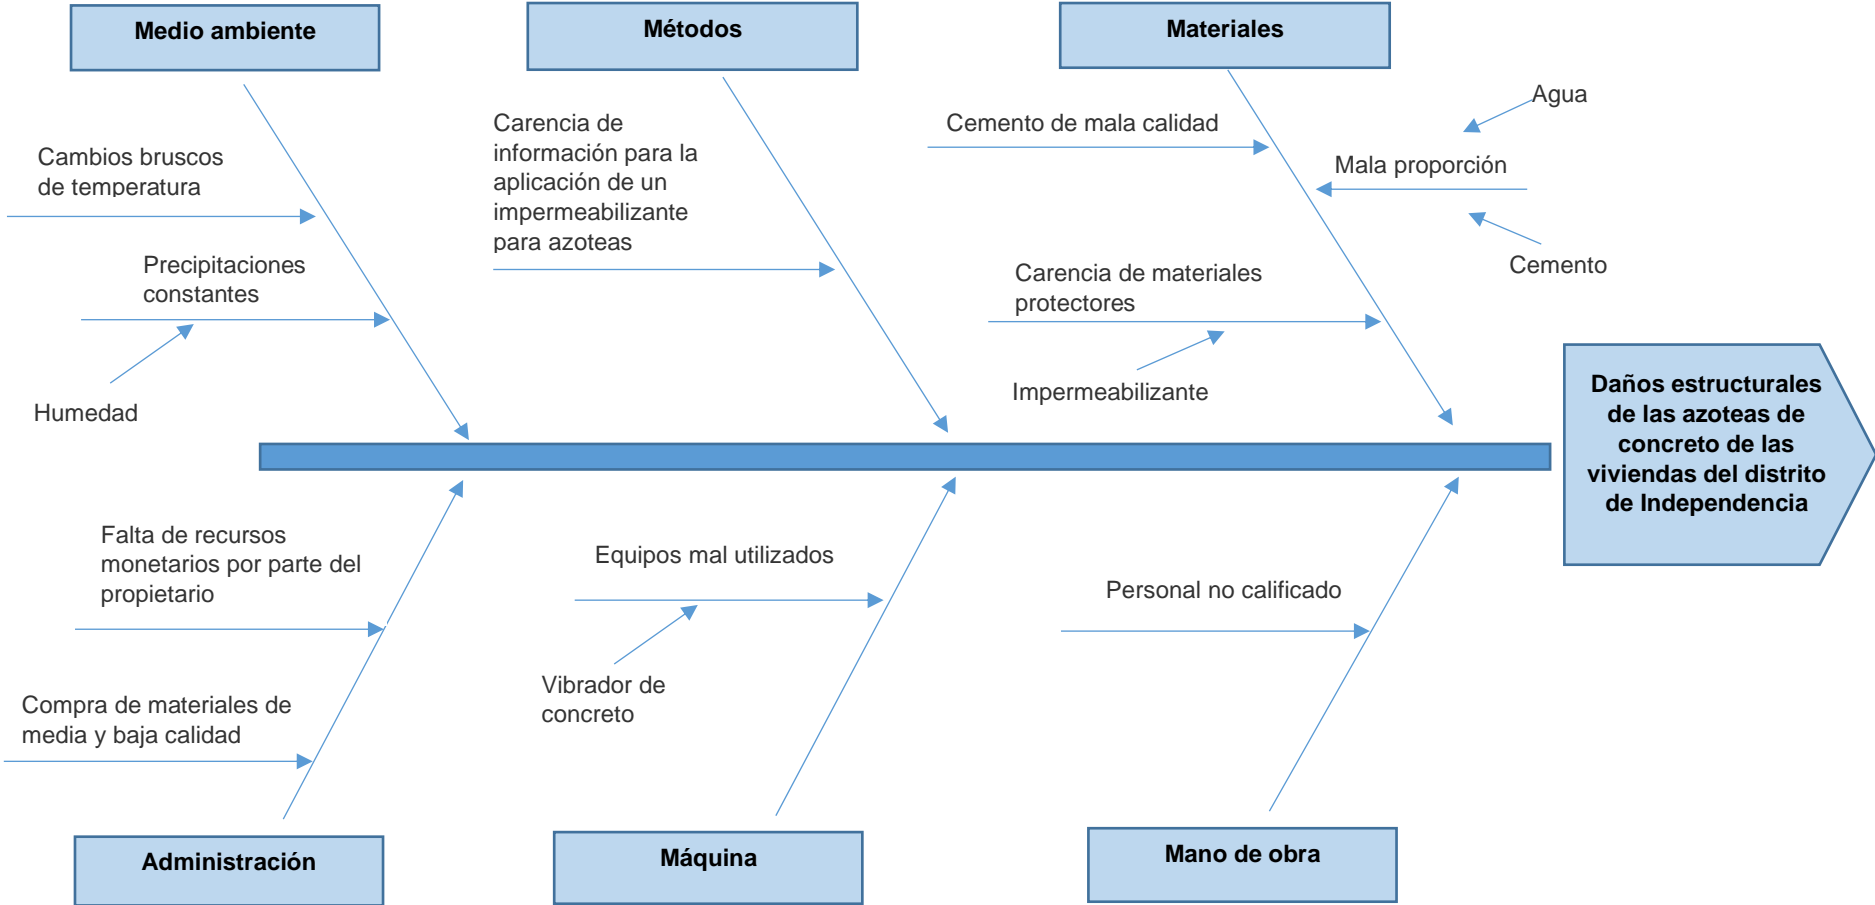 Medio ambiente
Métodos
Materiales
Cambios bruscos
de temperatura
Precipitaciones
constantes
Humedad
Carencia de
información para la
aplicación de un
impermeabilizante
para azoteas
Cemento de mala calidad
Agua
Mala proporción
Cemento
Carencia de materiales
protectores
Impermeabilizante
Daños estructurales
de las azoteas de
concreto de las
viviendas del distrito
de Independencia
Falta de recursos
monetarios por parte del
propietario
Compra de materiales de
media y baja calidad
Equipos mal utilizados
Vibrador de
concreto
Personal no calificado
Administración
Máquina
Mano de obra